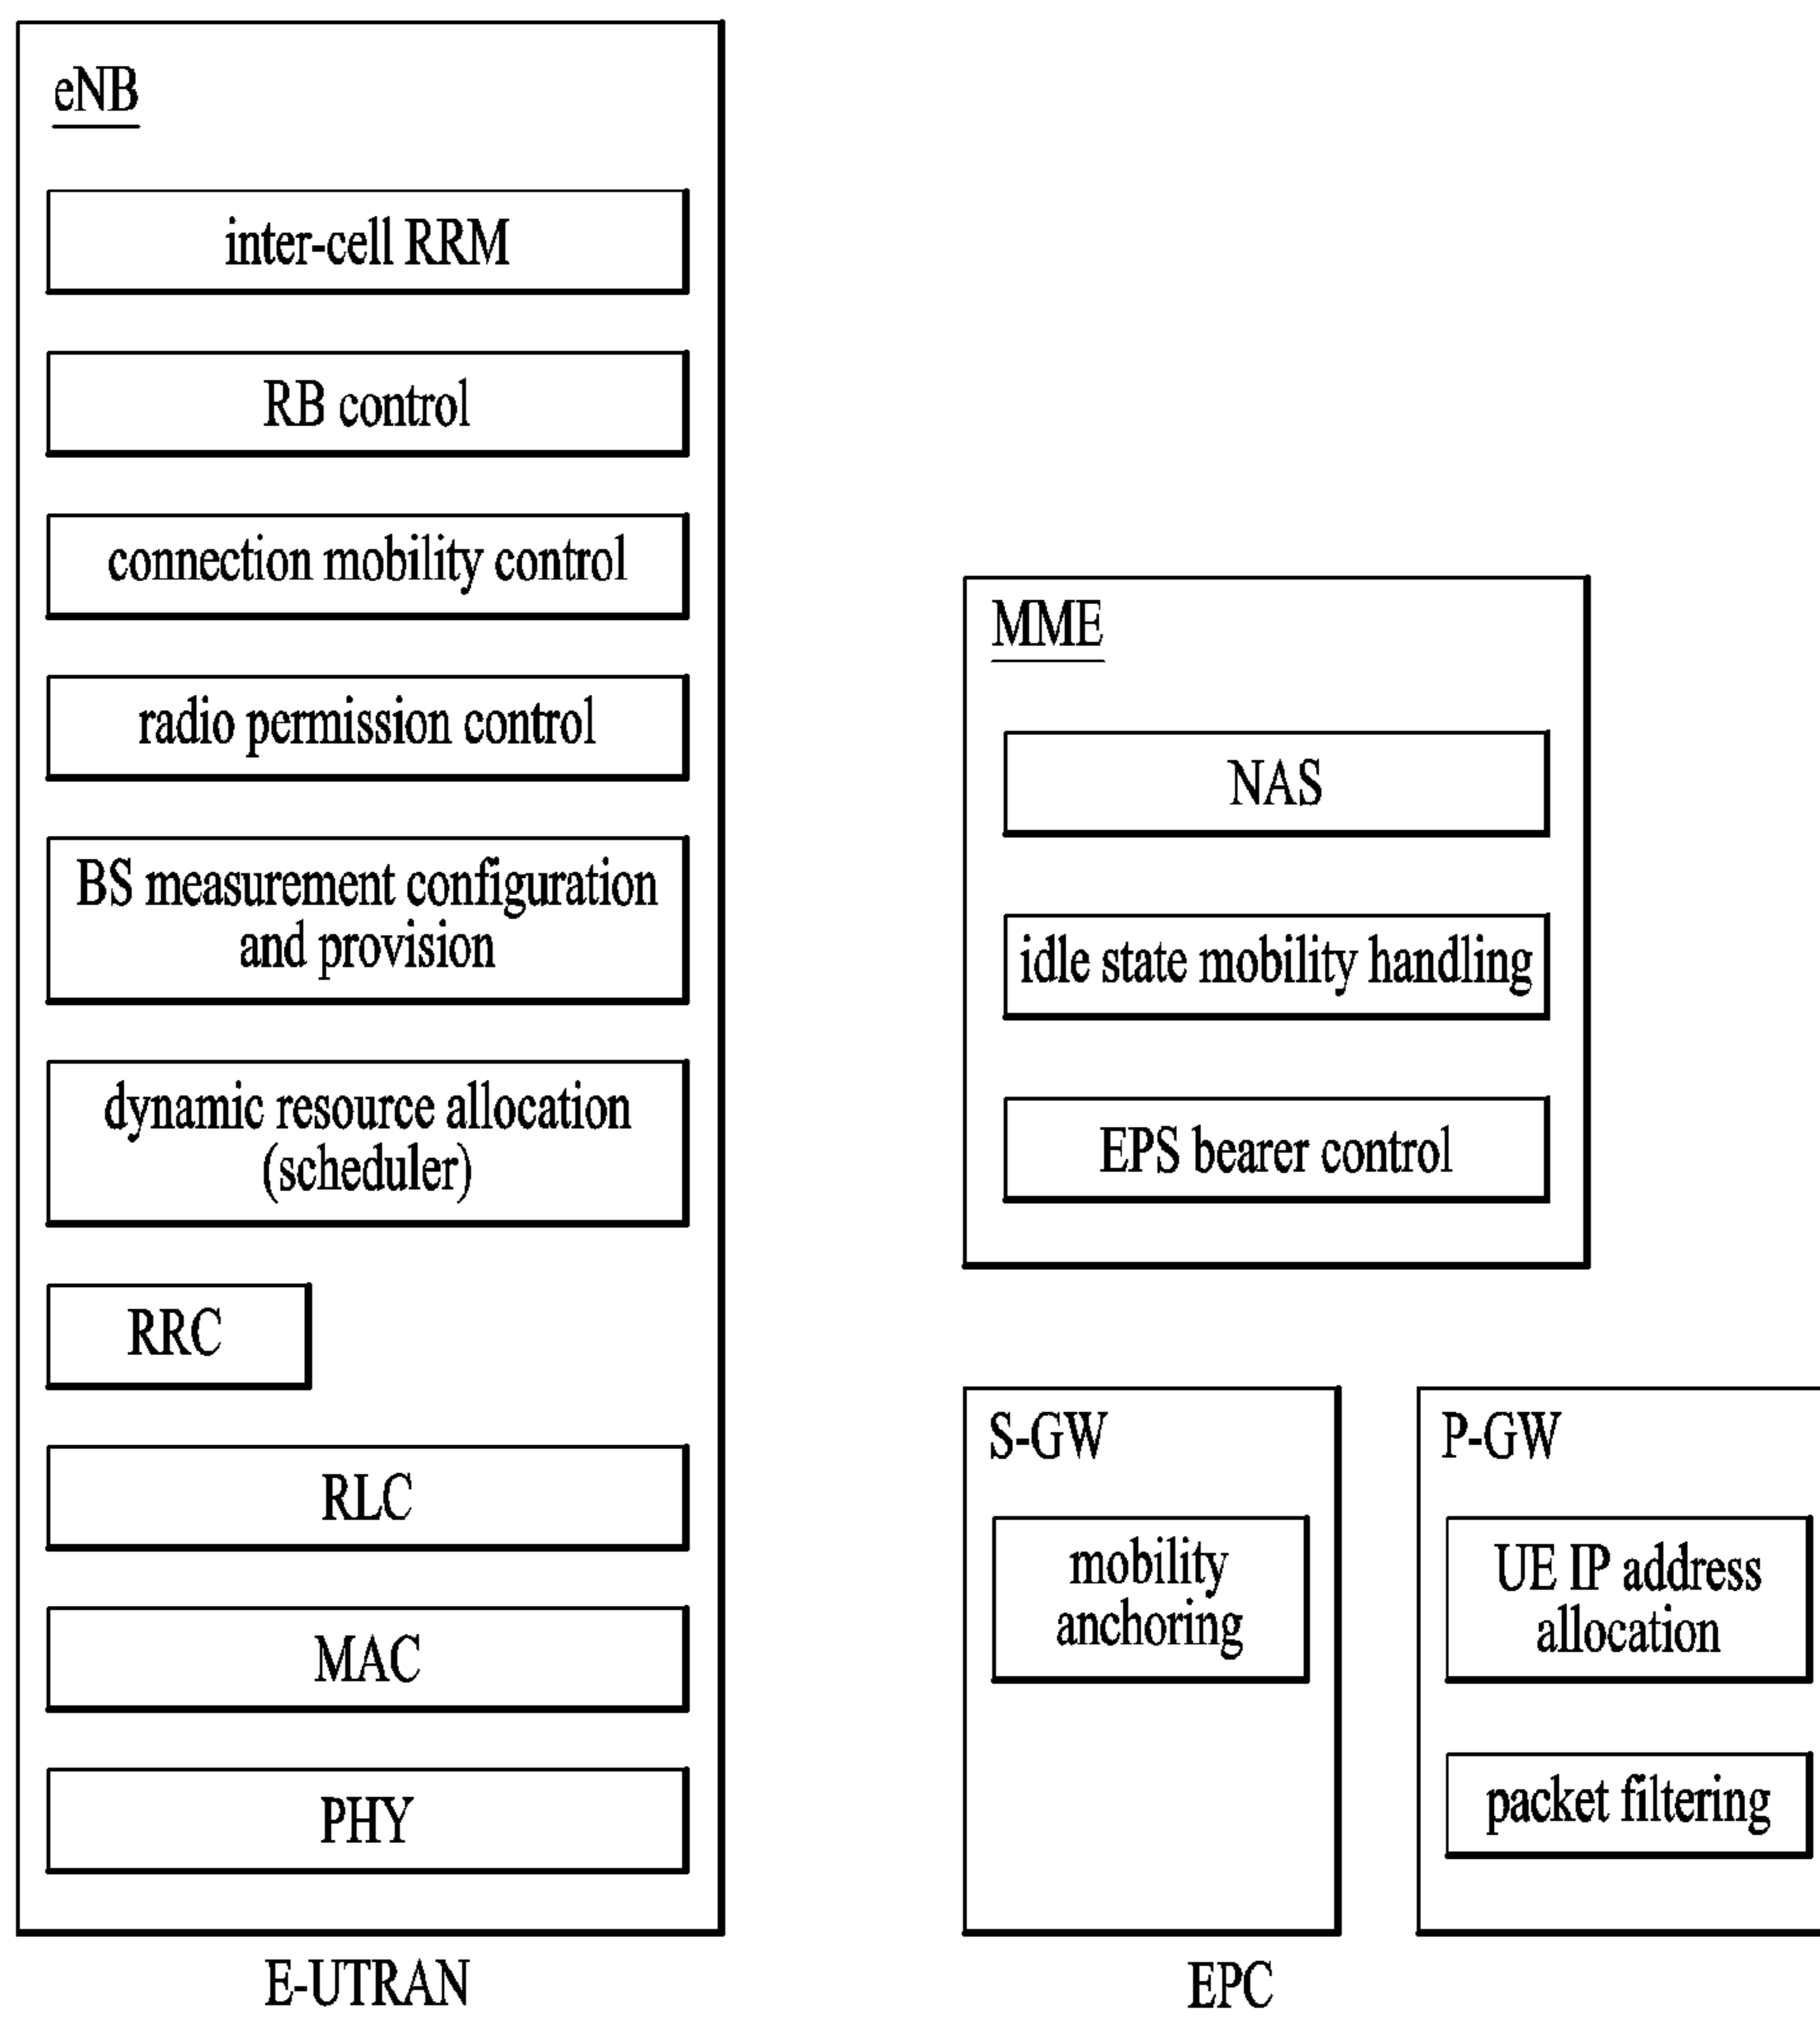 eNB
inter-cell RRM
RB control
connection mobility control
radio permission control
BS measurement configuration
and provision
dynamic resource allocation
(scheduler)
RRC
RLC
MAC
PHY
E-UTRAN
MME
NAS
idle state mobility handling
EPS bearer control
S-GW
mobility
anchoring
P-GW
UE IP address
allocation
packet filtering
EPC